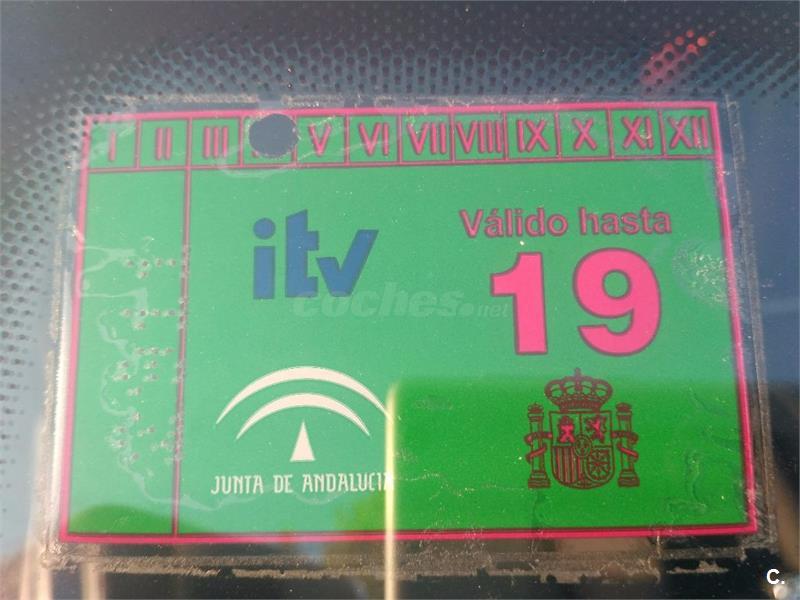 I II III V VI VII VIII IX X XI XII
itv
Válido hasta
19
coches.net
JUNTA DE ANDALUCIA
C.